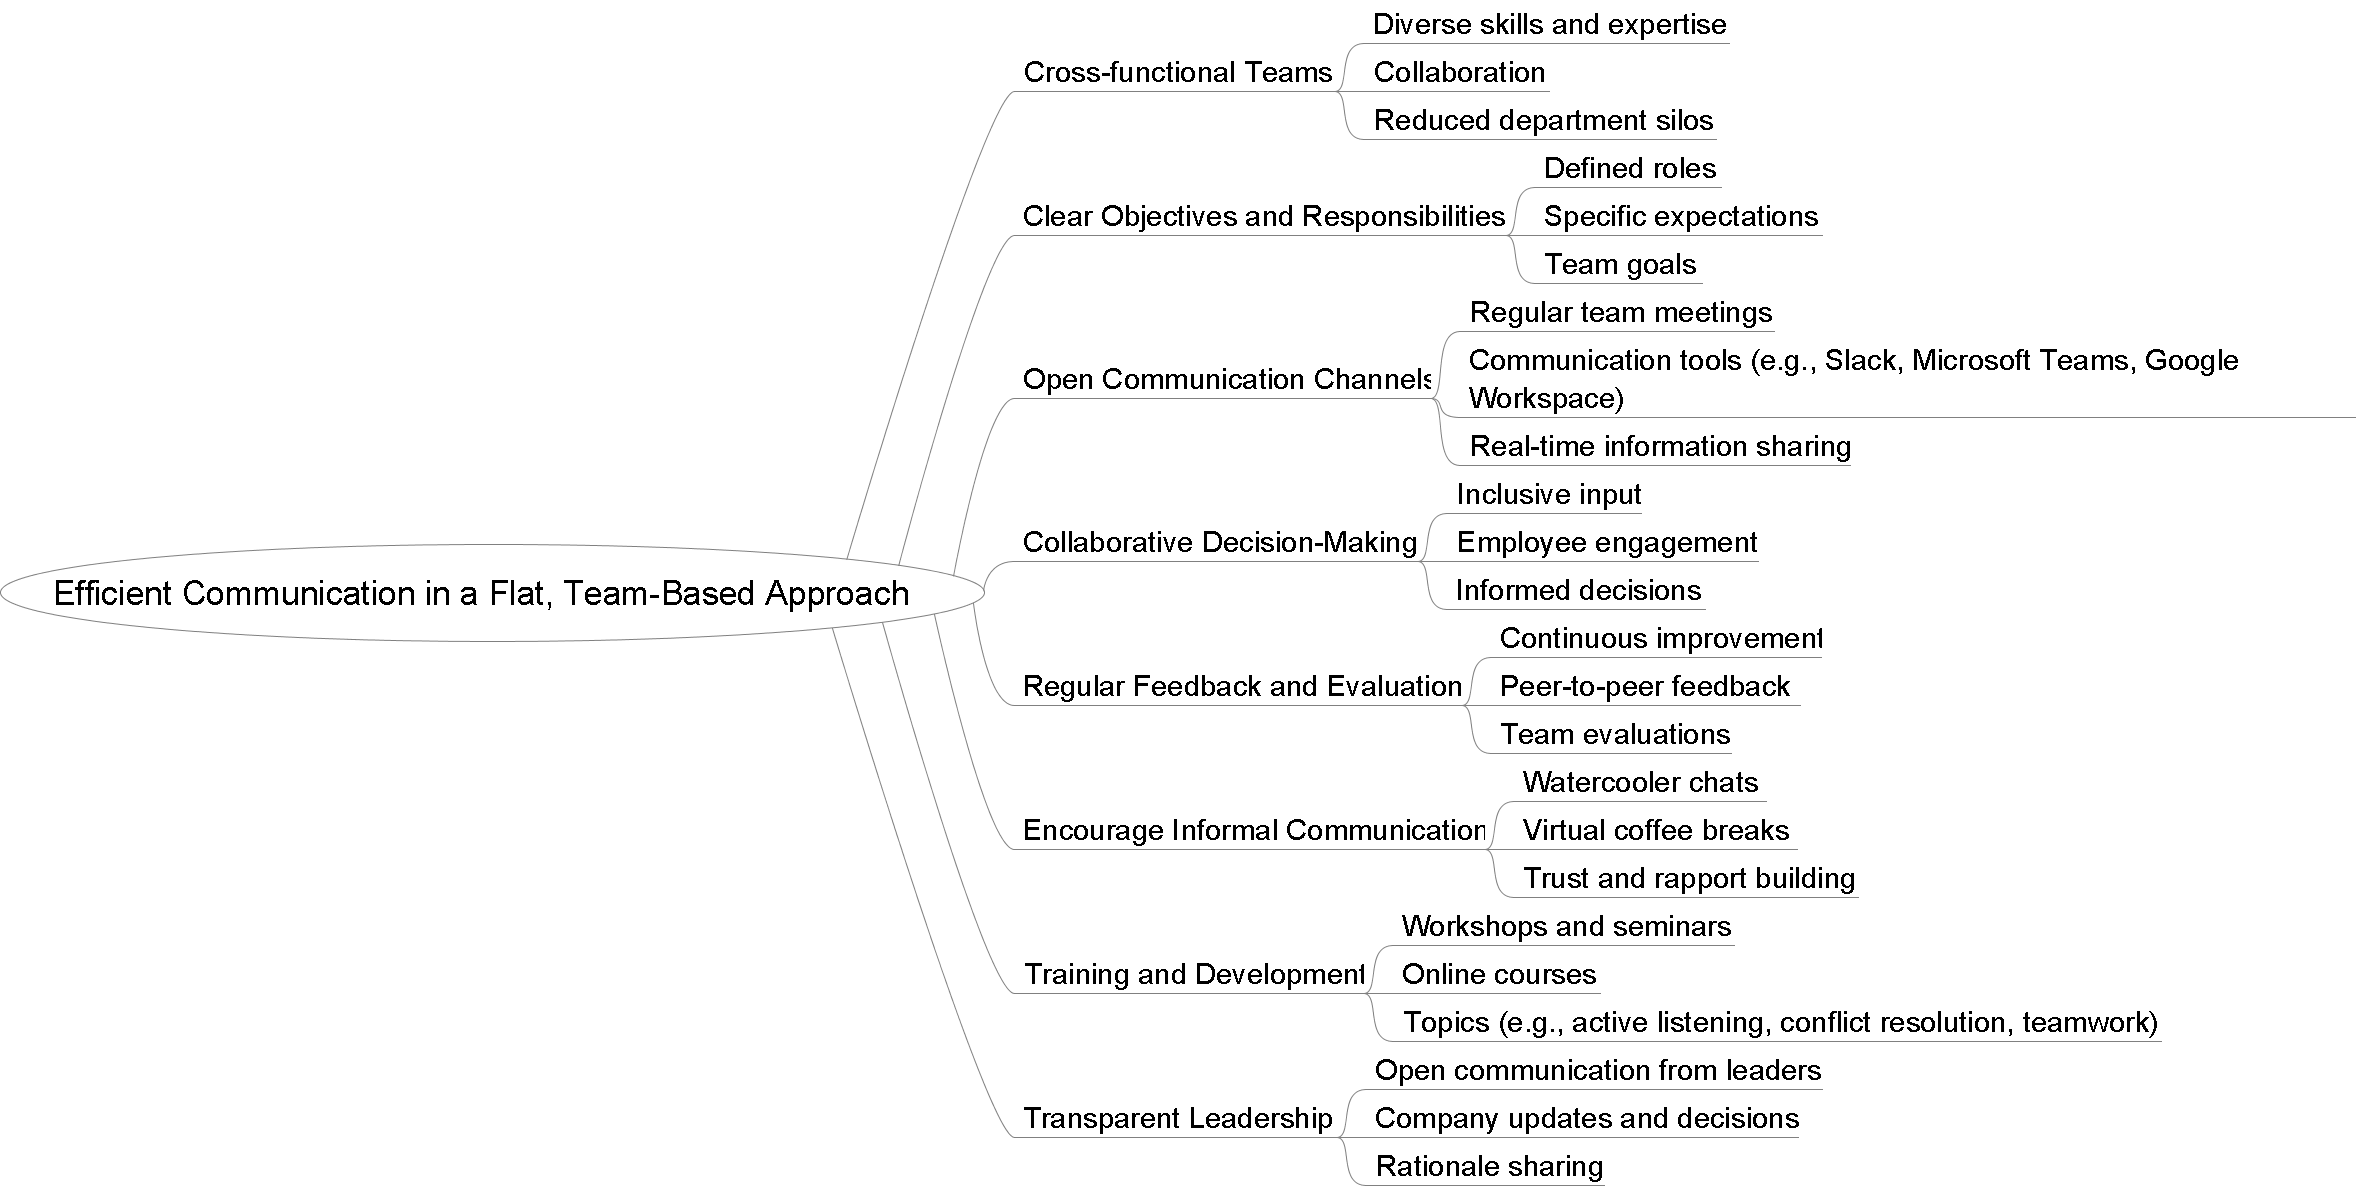 Diverse skills and expertise
Cross-functional Teams
Collaboration
Reduced department silos
Defined roles
Clear Objectives and Responsibilities
Specific expectations
Team goals
Regular team meetings
Open Communication Channels
Communication tools (e.g., Slack, Microsoft Teams, Google
Workspace)
Real-time information sharing
Inclusive input
Collaborative Decision-Making
Employee engagement
Informed decisions
Efficient Communication in a Flat, Team-Based Approach
Continuous improvement
Regular Feedback and Evaluation
Peer-to-peer feedback
Team evaluations
Watercooler chats
Encourage Informal Communication
Virtual coffee breaks
Trust and rapport building
Workshops and seminars
Training and Development
Online courses
Topics (e.g., active listening, conflict resolution, teamwork)
Open communication from leaders
Transparent Leadership
Company updates and decisions
Rationale sharing